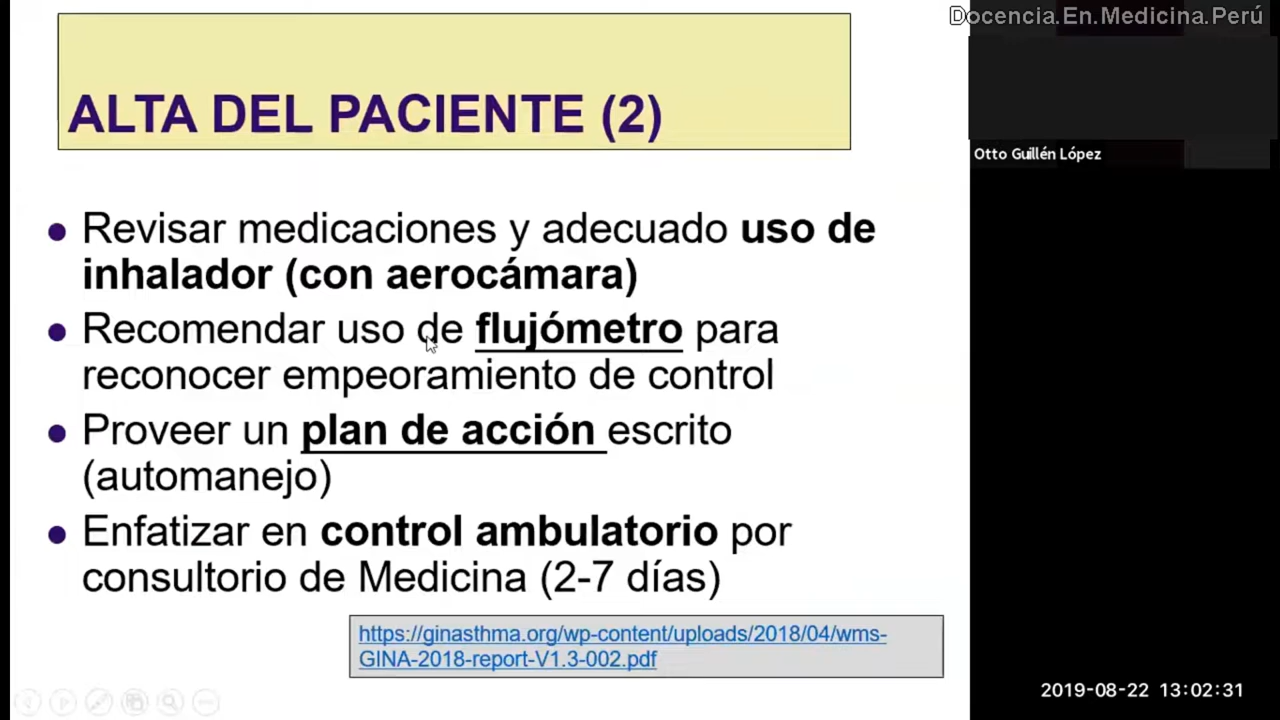 Docencia.En.Medicina.Perú
ALTA DEL PACIENTE (2)
Otto Guillén López
● Revisar medicaciones y adecuado uso de
inhalador (con aerocámara)
● Recomendar uso de flujómetro para
reconocer empeoramiento de control
● Proveer un plan de acción escrito
(automanejo)
● Enfatizar en control ambulatorio por
consultorio de Medicina (2-7 días)
https://ginasthma.org/wp-content/uploads/2018/04/wms-
GINA-2018-report-V1.3-002.pdf
2019-08-22 13:02:31